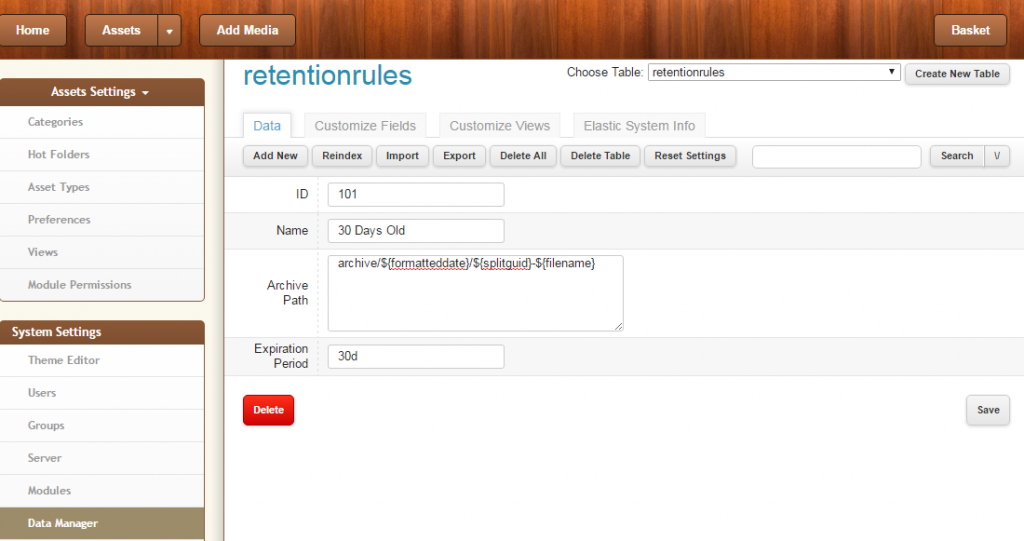 Home
Assets
Add Media
Basket
Assets Settings
Categories
Hot Folders
Asset Types
Preferences
Views
Module Permissions
System Settings
Theme Editor
Users
Groups
Server
Modules
Data Manager
retentionrules
Choose Table: retentionrules
Create New Table
Data
Customize Fields
Customize Views
Elastic System Info
Add New
Reindex
Import
Export
Delete All
Delete Table
Reset Settings
Search
\/
ID
101
Name
30 Days Old
Archive
Path
archive/${formatteddate}/${splitguid}-${filename}
Expiration
Period
30d
Delete
Save